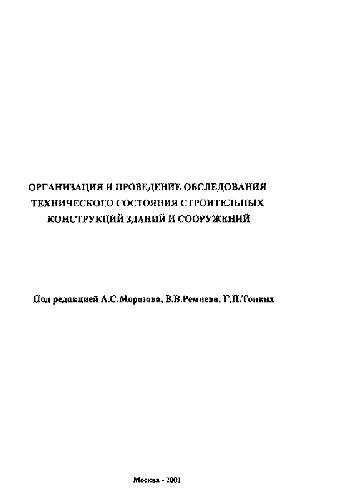 ОРГАНИЗАЦИЯ И ПРОВЕДЕНИЕ ОБСЛЕДОВАНИЯ
ТЕХНИЧЕСКОГО СОСТОЯНИЯ СТРОИТЕЛЬНЫХ
КОНСТРУКЦИЙ ЗДАНИЙ И СООРУЖЕНИЙ
Под редакцией А.С.Морозова, В.В.Ремнева, Г.П.Тонких
Москва - 2001